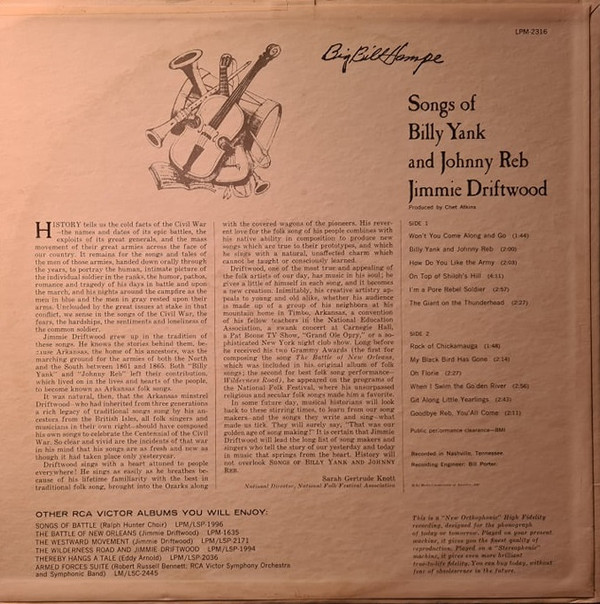 LPM-2316
Big Bill Hampe
Songs of
Billy Yank
and Johnny Reb
Jimmie Driftwood
Produced by Chet Atkins
HISTORY tells us the cold facts of the Civil War
—the names and dates of its epic battles, the
exploits of its great generals, and the mass
movement of their great armies across the face of
our country. It remains for the songs and tales of
the men of those armies, handed down orally through
the years, to portray the human, intimate picture of
the individual soldier in the ranks, the humor, pathos,
romance and tragedy of his days in battle and upon
the march, and his nights around the campfire as the
men in blue and the men in gray rested upon their
arms. Unclouded by the great issues at stake in that
conflict, we sense in the songs of the Civil War, the
fears, the hardships, the sentiments and loneliness of
the common soldier.
Jimmie Driftwood grew up in the tradition of
these songs. He knows the stories behind them, be-
cause Arkansas, the home of his ancestors, was the
marching ground for the armies of both the North
and the South between 1861 and 1865. Both "Billy
Yank" and "Johnny Reb" left their contribution,
which lived on in the lives and hearts of the people,
to become known as Arkansas folk songs.
It was natural, then, that the Arkansas minstrel
Driftwood—who had inherited from three generations
a rich legacy of traditional songs sung by his an-
cestors from the British Isles, all folk singers and
musicians in their own right—should have composed
his own songs to celebrate the Centennial of the Civil
War. So clear and vivid are the incidents of that war
in his mind that his songs are as fresh and new as
though it had taken place only yesteryear.
Driftwood sings with a heart attuned to people
everywhere! He sings as easily as he breathes be-
cause of his lifetime familiarity with the best in
traditional folk song, brought into the Ozarks along
with the covered wagons of the pioneers. His rever-
ent love for the folk song of his people combines with
his native ability in composition to produce new
songs which are true to their prototypes, and which
he sings with a natural, unaffected charm which
cannot be taught or consciously learned.
Driftwood, one of the most true and appealing of
the folk artists of our day, has music in his soul; he
gives a little of himself in each song, and it becomes
a new creation. Inimitably, his creative artistry ap-
peals to young and old alike, whether his audience
is made up of a group of his neighbors at his
mountain home in Timbo, Arkansas, a convention
of his fellow teachers in the National Education
Association, a swank concert at Carnegie Hall,
a Pat Boone TV Show, "Grand Ole Opry," or a so-
phisticated New York night club show. Long before
he received his two Grammy Awards (the first for
composing the song The Battle of New Orleans,
which was included in his original album of folk
songs; the second for best folk song performance—
Wilderness Road), he appeared on the programs of
the National Folk Festival, where his unsurpassed
religious and secular folk songs made him a favorite.
In some future day, musical historians will look
back to these stirring times, to learn from our song
makers—and the songs they write and sing—what
made us tick. They will surely say, "That was our
golden age of song making!" It is certain that Jimmie
Driftwood will lead the long list of song makers and
singers who tell the story of our yesterday and today
in music that springs from the heart. History will
not overlook SONGS OF BILLY YANK AND JOHNNY
REB.
Sarah Gertrude Knott
National Director, National Folk Festival Association
SIDE 1
Won't You Come Along and Go (1:44)
Billy Yank and Johnny Reb (2:00)
How Do You Like the Army (2:03)
On Top of Shiloh's Hill (4:11)
I'm a Pore Rebel Soldier (2:57)
The Giant on the Thunderhead (2:27)
SIDE 2
Rock of Chickamauga (1:48)
My Black Bird Has Gone (2:14)
Oh Florie (2:27)
When I Swim the Golden River (2:56)
Git Along Little Yearlings (2:43)
Goodbye Reb, You'All Come (2:11)
Public performance clearance—BMI
Recorded in Nashville, Tennessee
Recording Engineer: Bill Porter
OTHER RCA VICTOR ALBUMS YOU WILL ENJOY:
SONGS OF BATTLE (Ralph Hunter Choir) LPM/LSP-1996
THE BATTLE OF NEW ORLEANS (Jimmie Driftwood) LPM-1635
THE WESTWARD MOVEMENT (Jimmie Driftwood) LPM/LSP-2171
THE WILDERNESS ROAD AND JIMMIE DRIFTWOOD LPM/LSP-1994
THEREBY HANGS A TALE (Eddy Arnold) LPM/LSP-2036
ARMED FORCES SUITE (Robert Russell Bennett; RCA Victor Symphony Orchestra
and Symphonic Band) LM/LSC-2445
This is a "New Orthophonic" High Fidelity
recording, designed for the phonograph
of today or tomorrow. Played on your present
machine, it gives you the finest quality of
reproduction. Played on a "Stereophonic"
machine, it gives even more brilliant
true-to-life fidelity. You can buy today, without
fear of obsolescence in the future.